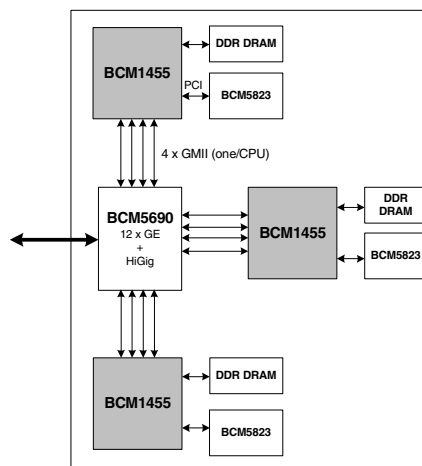 DDR DRAM
BCM1455
PCI
BCM5823
4 x GMII (one/CPU)
BCM5690
12 x GE
+
HiGig
BCM1455
DDR
DRAM
BCM5823
BCM1455
DDR DRAM
BCM5823